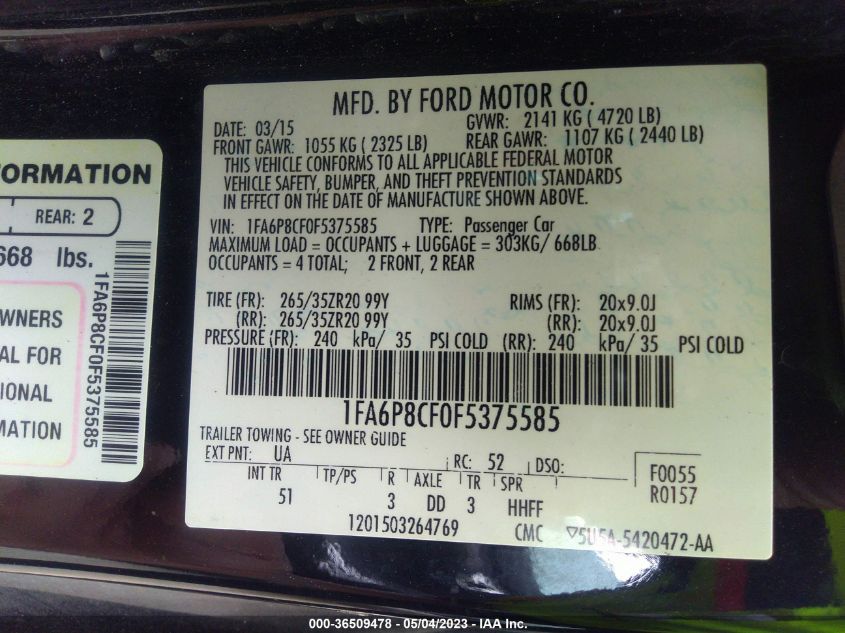 MFD. BY FORD MOTOR CO.
DATE: 03/15 GVWR: 2141 KG ( 4720 LB)
FRONT GAWR: 1055 KG ( 2325 LB) REAR GAWR: 1107 KG ( 2440 LB)
THIS VEHICLE CONFORMS TO ALL APPLICABLE FEDERAL MOTOR
VEHICLE SAFETY, BUMPER, AND THEFT PREVENTION STANDARDS
IN EFFECT ON THE DATE OF MANUFACTURE SHOWN ABOVE.
VIN: 1FA6P8CF0F5375585 TYPE: Passenger Car
MAXIMUM LOAD = OCCUPANTS + LUGGAGE = 303KG/ 668LB
OCCUPANTS = 4 TOTAL; 2 FRONT, 2 REAR
TIRE (FR): 265/35ZR20 99Y RIMS (FR): 20x9.0J
(RR): 265/35ZR20 99Y (RR): 20x9.0J
PRESSURE (FR): 240 kPa/ 35 PSI COLD (RR): 240 kPa/ 35 PSI COLD
1FA6P8CF0F5375585
TRAILER TOWING - SEE OWNER GUIDE
EXT PNT: UA RC: 52 DSO: F0055
INT TR TP/PS R AXLE TR SPR R0157
51 3 DD 3 HHFF
1201503264769 CMC 5U5A-5420472-AA
FORMATION
REAR: 2
668 lbs.
WNERS
AL FOR
IONAL
MATION
1FA6P8CF0F5375585
000-36509478 - 05/04/2023 - IAA Inc.